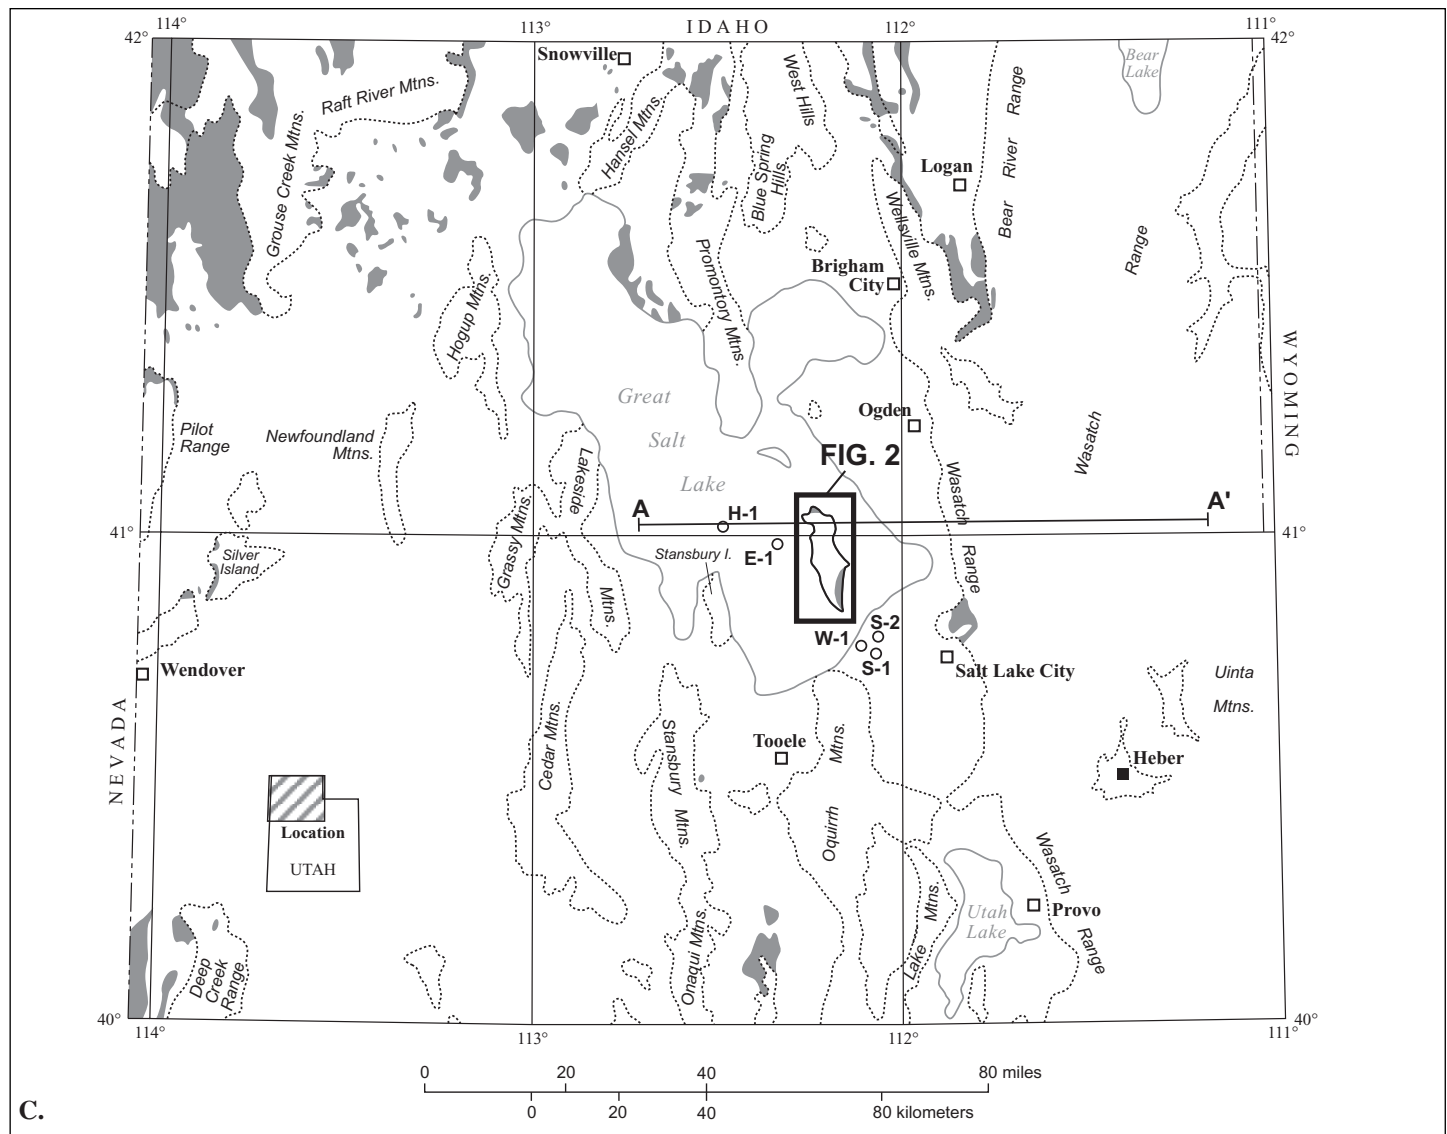 114°
113°
IDAHO
112°
111°
42°
42°
Snowville
Bear
Lake
Raft River Mtns.
Grouse Creek Mtns.
Hansel Mtns.
West Hills
Blue Spring
Hills
Bear River Range
Logan
Wellsville Mtns.
Promontory Mtns.
Brigham
City
Hogup Mtns.
Wasatch Range
WYOMING
Great
Salt
Lake
Ogden
FIG. 2
Pilot
Range
Newfoundland
Mtns.
Lakeside Mtns.
Grassy Mtns.
Wasatch Range
A
A'
H-1
E-1
41°
41°
Silver
Island
Stansbury I.
S-2
W-1
S-1
Wendover
Salt Lake City
Uinta
Mtns.
NEVADA
Cedar Mtns.
Stansbury Mtns.
Tooele
Oquirrh Mtns.
Heber
Location
UTAH
Wasatch Range
Utah
Lake
Provo
Lake Mtns.
Onaqui Mtns.
Deep
Creek
Range
40°
40°
114°
113°
112°
111°
0 20 40 80 miles
0 20 40 80 kilometers
C.